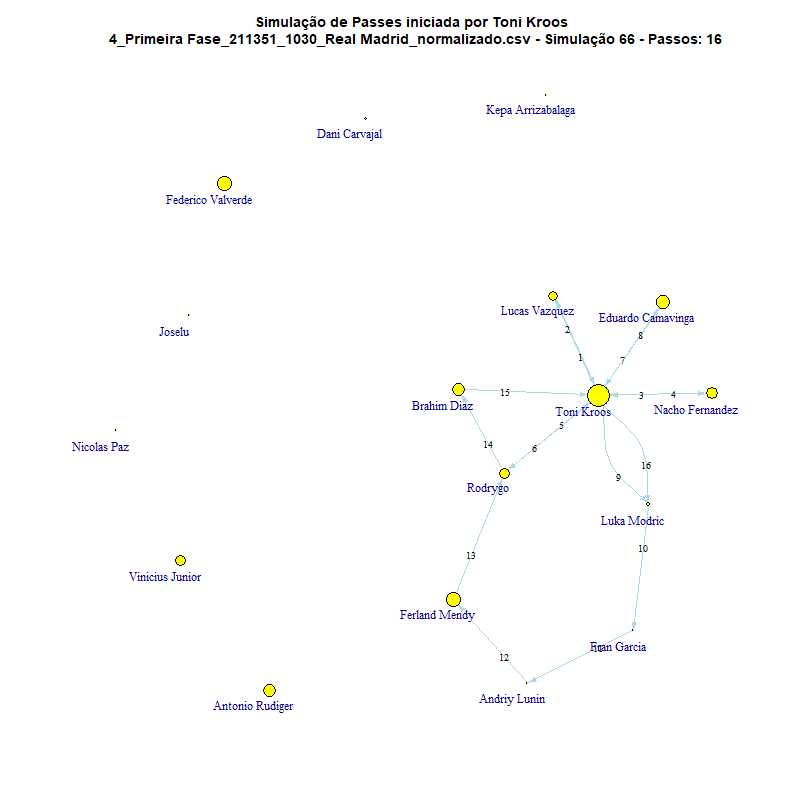 Simulação de Passes iniciada por Toni Kroos
4_Primeira Fase_211351_1030_Real Madrid_normalizado.csv - Simulação 66 - Passos: 16
Kepa Arrizabalaga
Dani Carvajal
Federico Valverde
Lucas Vazquez
Eduardo Camavinga
Joselu
2
8
1
7
15
3
4
Brahim Diaz
Toni Kroos
Nacho Fernandez
5
14
6
Nicolas Paz
16
9
Rodrygo
Luka Modric
10
13
Vinicius Junior
Ferland Mendy
Fran Garcia
11
12
Andriy Lunin
Antonio Rudiger